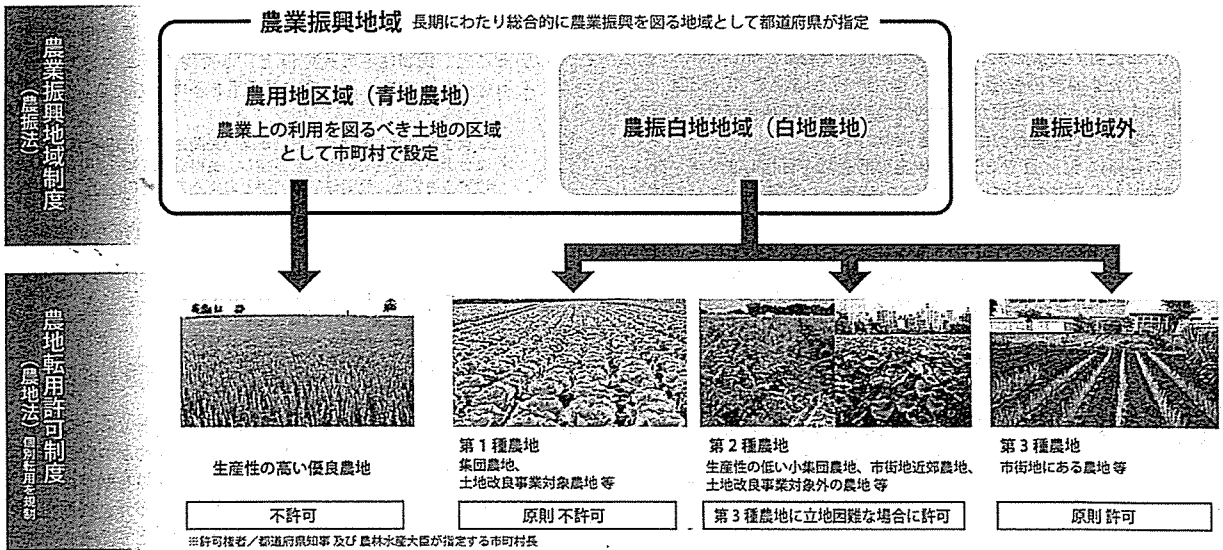 農業振興地域制度
（農振法）
農業振興地域 長期にわたり総合的に農業振興を図る地域として都道府県が指定
農用地区域（青地農地）
農業上の利用を図るべき土地の区域
として市町村で設定
農振白地地域（白地農地）
農振地域外
農地転用許可制度
（農地法）個別転用を規制
生産性の高い優良農地
不許可
第1種農地
集団農地、
土地改良事業対象農地 等
原則 不許可
第2種農地
生産性の低い小集団農地、市街地近郊農地、
土地改良事業対象外の農地 等
第3種農地に立地困難な場合に許可
第3種農地
市街地にある農地 等
原則 許可
※許可権者／都道府県知事 及び 農林水産大臣が指定する市町村長